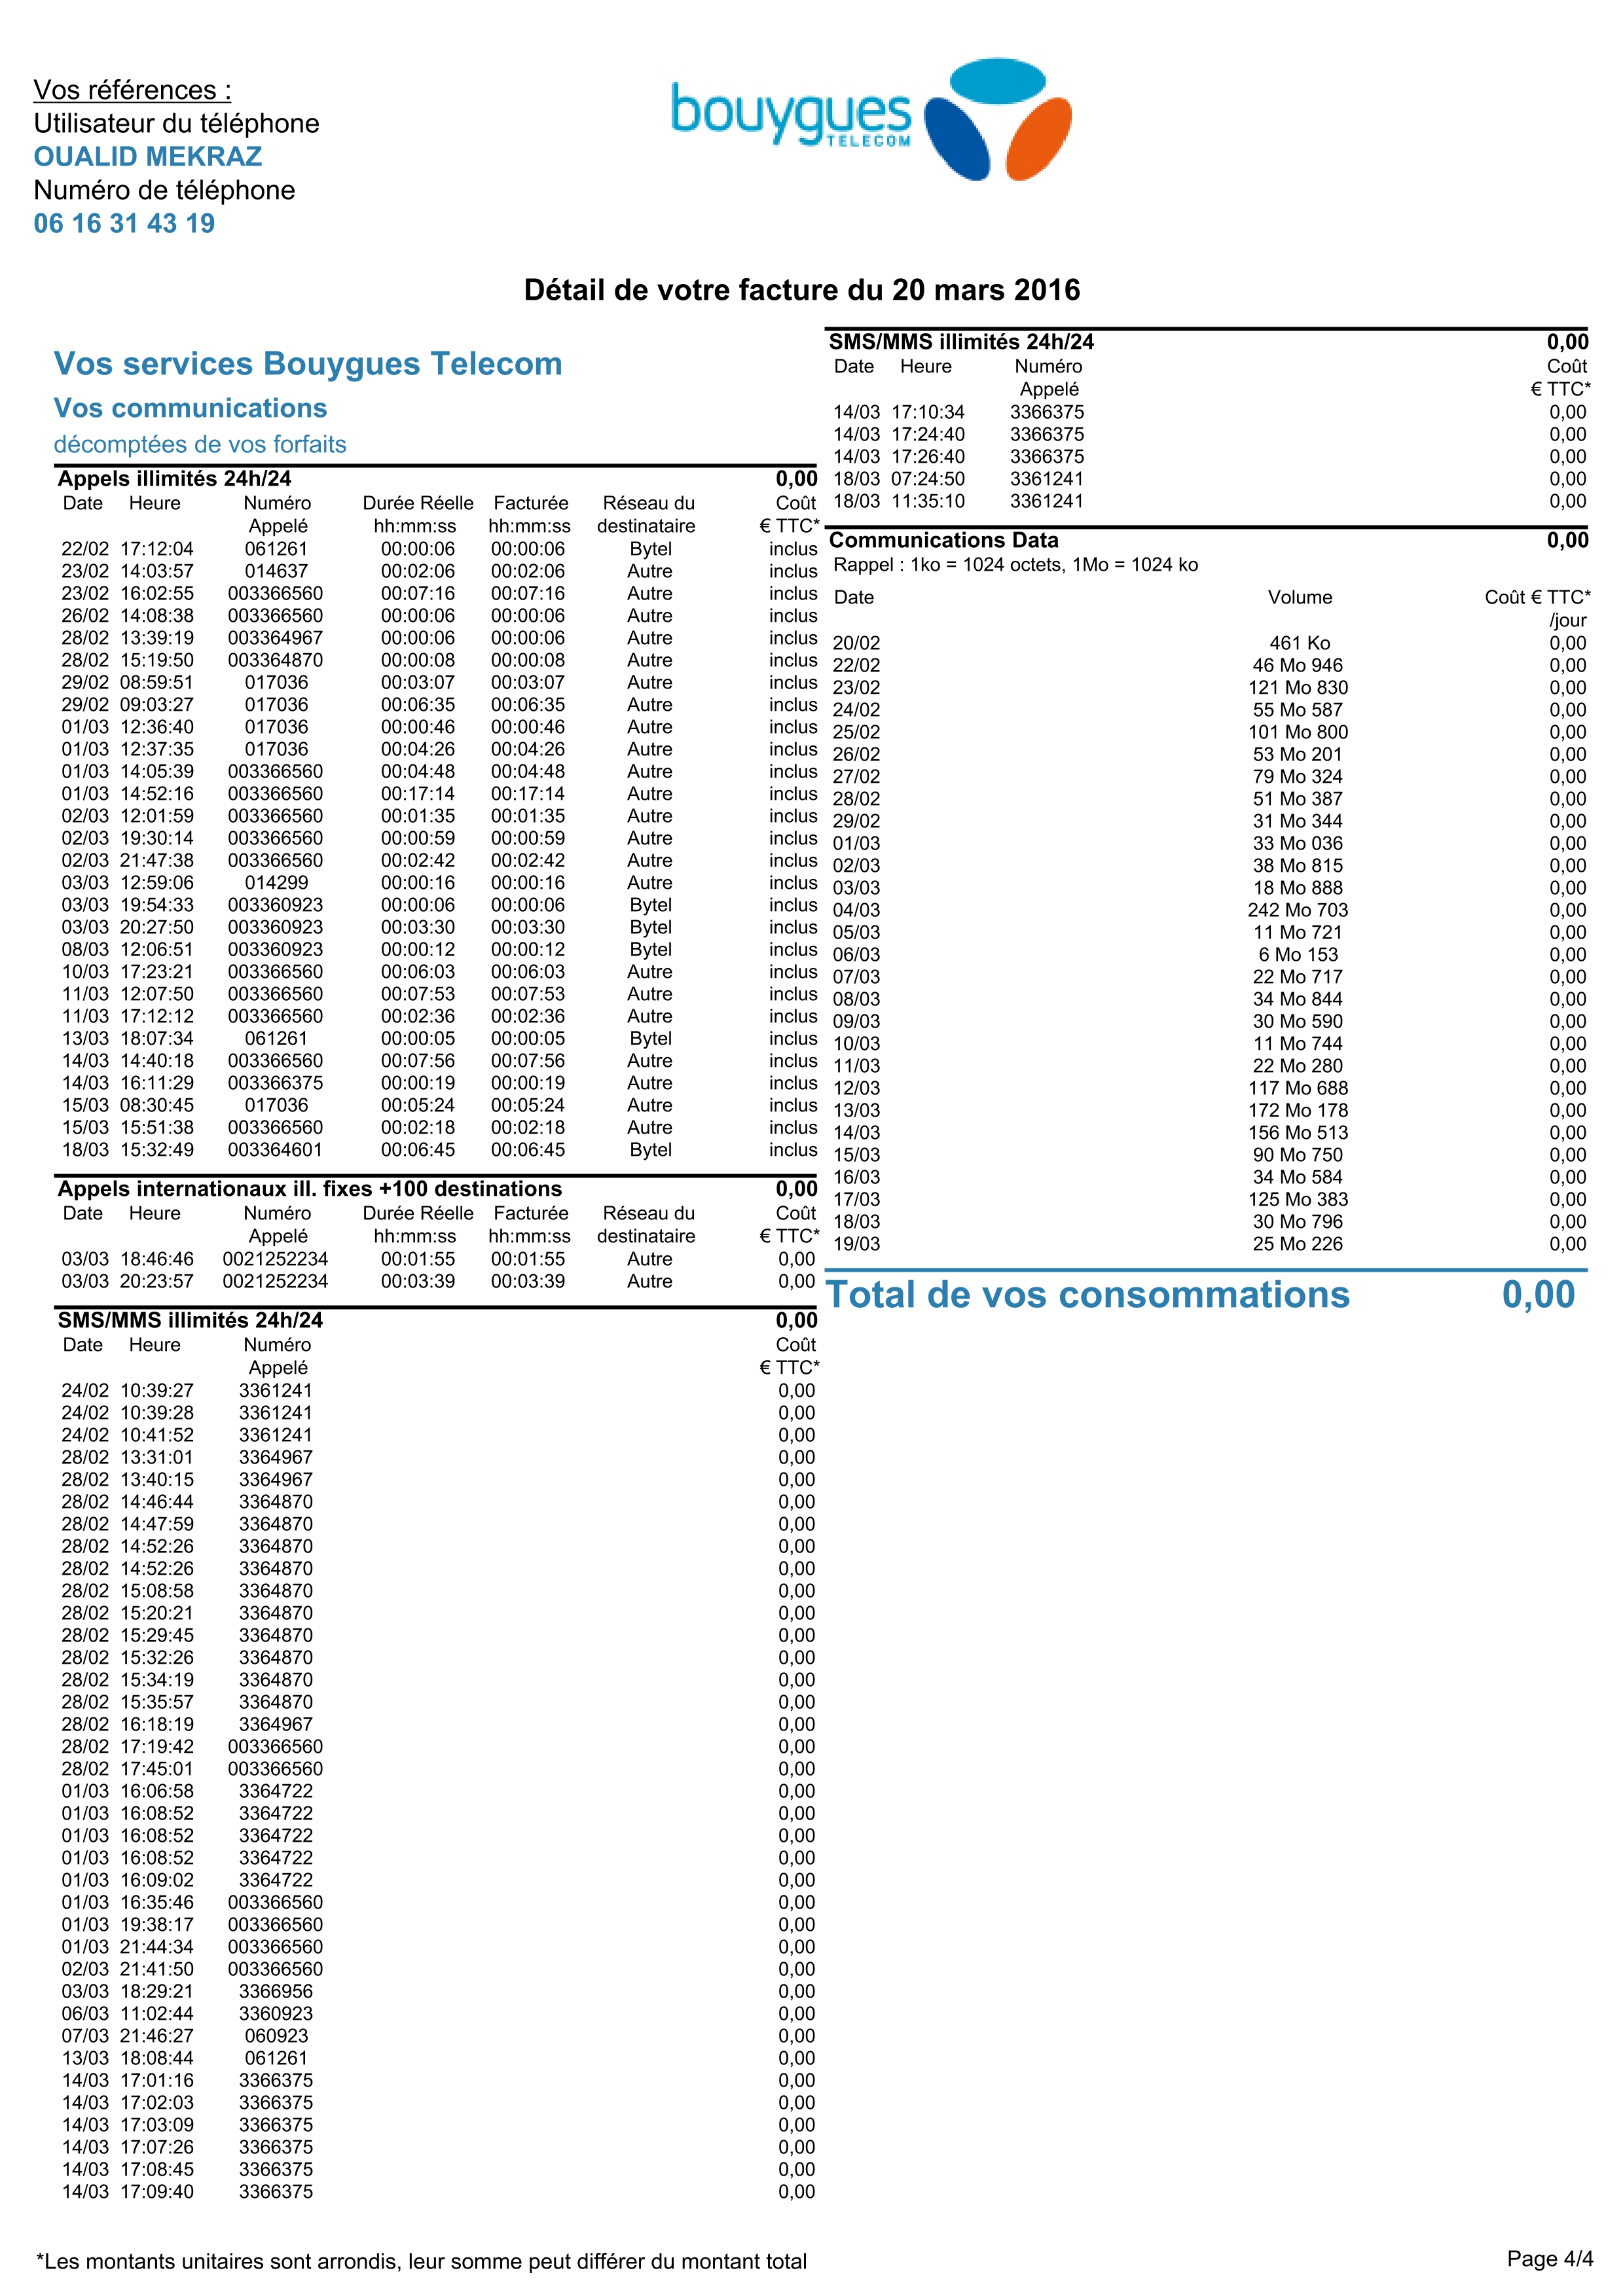 Vos références :
Utilisateur du téléphone
OUALID MEKRAZ
Numéro de téléphone
06 16 31 43 19
bouygues
TELECOM
Détail de votre facture du 20 mars 2016
Vos services Bouygues Telecom
Vos communications
décomptées de vos forfaits
Appels illimités 24h/24 0,00
Date Heure Numéro Durée Réelle Facturée Réseau du Coût
Appelé hh:mm:ss hh:mm:ss destinataire € TTC*
22/02 17:12:04 061261 00:00:06 00:00:06 Bytel inclus
23/02 14:03:57 014637 00:02:06 00:02:06 Autre inclus
23/02 16:02:55 003366560 00:07:16 00:07:16 Autre inclus
26/02 14:08:38 003366560 00:00:06 00:00:06 Autre inclus
28/02 13:39:19 003364967 00:00:06 00:00:06 Autre inclus
28/02 15:19:50 003364870 00:00:08 00:00:08 Autre inclus
29/02 08:59:51 017036 00:03:07 00:03:07 Autre inclus
29/02 09:03:27 017036 00:06:35 00:06:35 Autre inclus
01/03 12:36:40 017036 00:00:46 00:00:46 Autre inclus
01/03 12:37:35 017036 00:04:26 00:04:26 Autre inclus
01/03 14:05:39 003366560 00:04:48 00:04:48 Autre inclus
01/03 14:52:16 003366560 00:17:14 00:17:14 Autre inclus
02/03 12:01:59 003366560 00:01:35 00:01:35 Autre inclus
02/03 19:30:14 003366560 00:00:59 00:00:59 Autre inclus
02/03 21:47:38 003366560 00:02:42 00:02:42 Autre inclus
03/03 12:59:06 014299 00:00:16 00:00:16 Autre inclus
03/03 19:54:33 003360923 00:00:06 00:00:06 Bytel inclus
03/03 20:27:50 003360923 00:03:30 00:03:30 Bytel inclus
08/03 12:06:51 003360923 00:00:12 00:00:12 Bytel inclus
10/03 17:23:21 003366560 00:06:03 00:06:03 Autre inclus
11/03 12:07:50 003366560 00:07:53 00:07:53 Autre inclus
11/03 17:12:12 003366560 00:02:36 00:02:36 Autre inclus
13/03 18:07:34 061261 00:00:05 00:00:05 Bytel inclus
14/03 14:40:18 003366560 00:07:56 00:07:56 Autre inclus
14/03 16:11:29 003366375 00:00:19 00:00:19 Autre inclus
15/03 08:30:45 017036 00:05:24 00:05:24 Autre inclus
15/03 15:51:38 003366560 00:02:18 00:02:18 Autre inclus
18/03 15:32:49 003364601 00:06:45 00:06:45 Bytel inclus
Appels internationaux ill. fixes +100 destinations 0,00
Date Heure Numéro Durée Réelle Facturée Réseau du Coût
Appelé hh:mm:ss hh:mm:ss destinataire € TTC*
03/03 18:46:46 0021252234 00:01:55 00:01:55 Autre 0,00
03/03 20:23:57 0021252234 00:03:39 00:03:39 Autre 0,00
SMS/MMS illimités 24h/24 0,00
Date Heure Numéro Coût
Appelé € TTC*
24/02 10:39:27 3361241 0,00
24/02 10:39:28 3361241 0,00
24/02 10:41:52 3361241 0,00
28/02 13:31:01 3364967 0,00
28/02 13:40:15 3364967 0,00
28/02 14:46:44 3364870 0,00
28/02 14:47:59 3364870 0,00
28/02 14:52:26 3364870 0,00
28/02 14:52:26 3364870 0,00
28/02 15:08:58 3364870 0,00
28/02 15:20:21 3364870 0,00
28/02 15:29:45 3364870 0,00
28/02 15:32:26 3364870 0,00
28/02 15:34:19 3364870 0,00
28/02 15:35:57 3364870 0,00
28/02 16:18:19 3364967 0,00
28/02 17:19:42 003366560 0,00
28/02 17:45:01 003366560 0,00
01/03 16:06:58 3364722 0,00
01/03 16:08:52 3364722 0,00
01/03 16:08:52 3364722 0,00
01/03 16:08:52 3364722 0,00
01/03 16:09:02 3364722 0,00
01/03 16:35:46 003366560 0,00
01/03 19:38:17 003366560 0,00
01/03 21:44:34 003366560 0,00
02/03 21:41:50 003366560 0,00
03/03 18:29:21 3366956 0,00
06/03 11:02:44 3360923 0,00
07/03 21:46:27 060923 0,00
13/03 18:08:44 061261 0,00
14/03 17:01:16 3366375 0,00
14/03 17:02:03 3366375 0,00
14/03 17:03:09 3366375 0,00
14/03 17:07:26 3366375 0,00
14/03 17:08:45 3366375 0,00
14/03 17:09:40 3366375 0,00
SMS/MMS illimités 24h/24 0,00
Date Heure Numéro Coût
Appelé € TTC*
14/03 17:10:34 3366375 0,00
14/03 17:24:40 3366375 0,00
14/03 17:26:40 3366375 0,00
18/03 07:24:50 3361241 0,00
18/03 11:35:10 3361241 0,00
Communications Data 0,00
Rappel : 1ko = 1024 octets, 1Mo = 1024 ko
Date Volume Coût € TTC*
/jour
20/02 461 Ko 0,00
22/02 46 Mo 946 0,00
23/02 121 Mo 830 0,00
24/02 55 Mo 587 0,00
25/02 101 Mo 800 0,00
26/02 53 Mo 201 0,00
27/02 79 Mo 324 0,00
28/02 51 Mo 387 0,00
29/02 31 Mo 344 0,00
01/03 33 Mo 036 0,00
02/03 38 Mo 815 0,00
03/03 18 Mo 888 0,00
04/03 242 Mo 703 0,00
05/03 11 Mo 721 0,00
06/03 6 Mo 153 0,00
07/03 22 Mo 717 0,00
08/03 34 Mo 844 0,00
09/03 30 Mo 590 0,00
10/03 11 Mo 744 0,00
11/03 22 Mo 280 0,00
12/03 117 Mo 688 0,00
13/03 172 Mo 178 0,00
14/03 156 Mo 513 0,00
15/03 90 Mo 750 0,00
16/03 34 Mo 584 0,00
17/03 125 Mo 383 0,00
18/03 30 Mo 796 0,00
19/03 25 Mo 226 0,00
Total de vos consommations 0,00
*Les montants unitaires sont arrondis, leur somme peut différer du montant total
Page 4/4